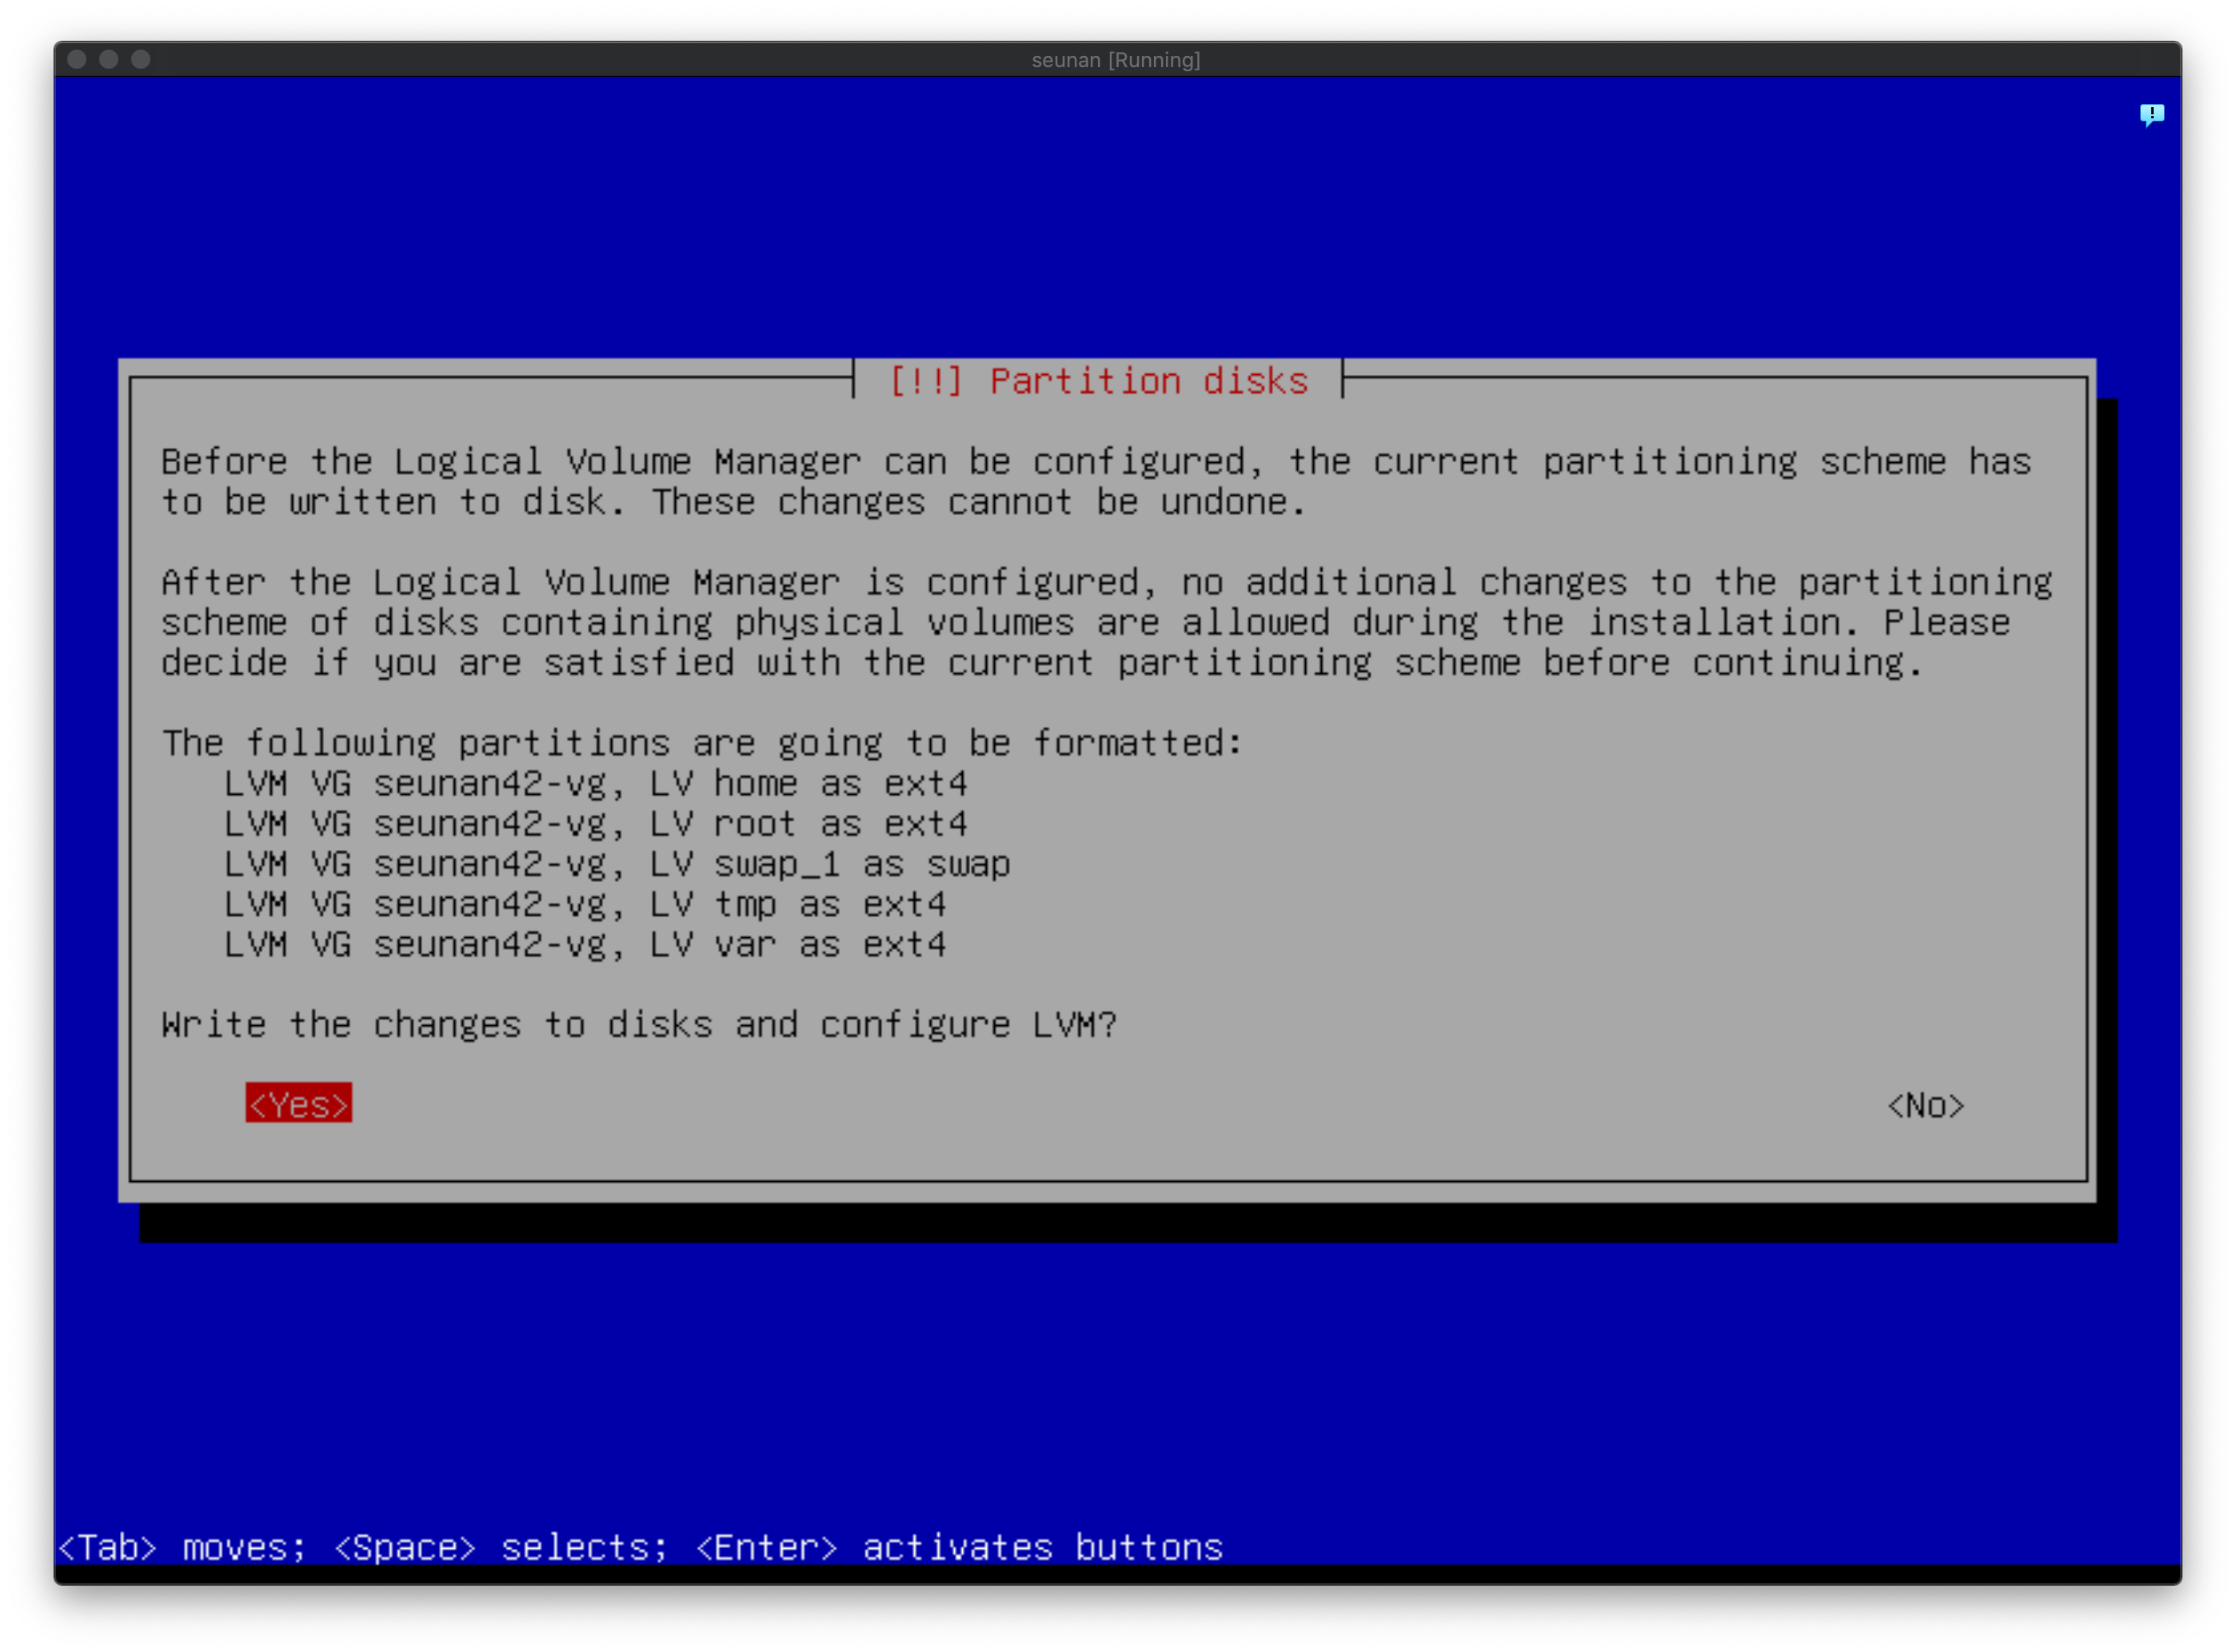 seunan [Running]
[!!] Partition disks
Before the Logical Volume Manager can be configured, the current partitioning scheme has
to be written to disk. These changes cannot be undone.
After the Logical Volume Manager is configured, no additional changes to the partitioning
scheme of disks containing physical volumes are allowed during the installation. Please
decide if you are satisfied with the current partitioning scheme before continuing.
The following partitions are going to be formatted:
LVM VG seunan42-vg, LV home as ext4
LVM VG seunan42-vg, LV root as ext4
LVM VG seunan42-vg, LV swap_1 as swap
LVM VG seunan42-vg, LV tmp as ext4
LVM VG seunan42-vg, LV var as ext4
Write the changes to disks and configure LVM?
<Yes> <No>
<Tab> moves; <Space> selects; <Enter> activates buttons